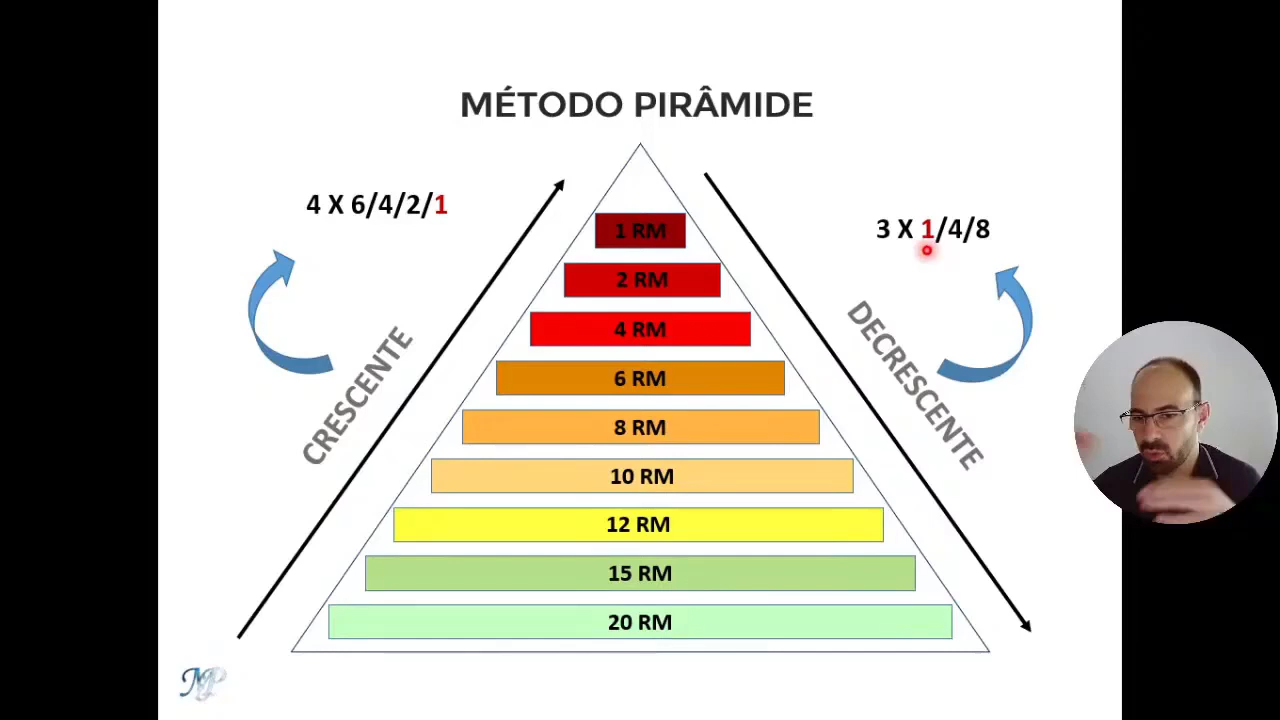 MÉTODO PIRÂMIDE
4 X 6/4/2/1
3 X 1/4/8
CRESCENTE
DECRESCENTE
1 RM
2 RM
4 RM
6 RM
8 RM
10 RM
12 RM
15 RM
20 RM
MP